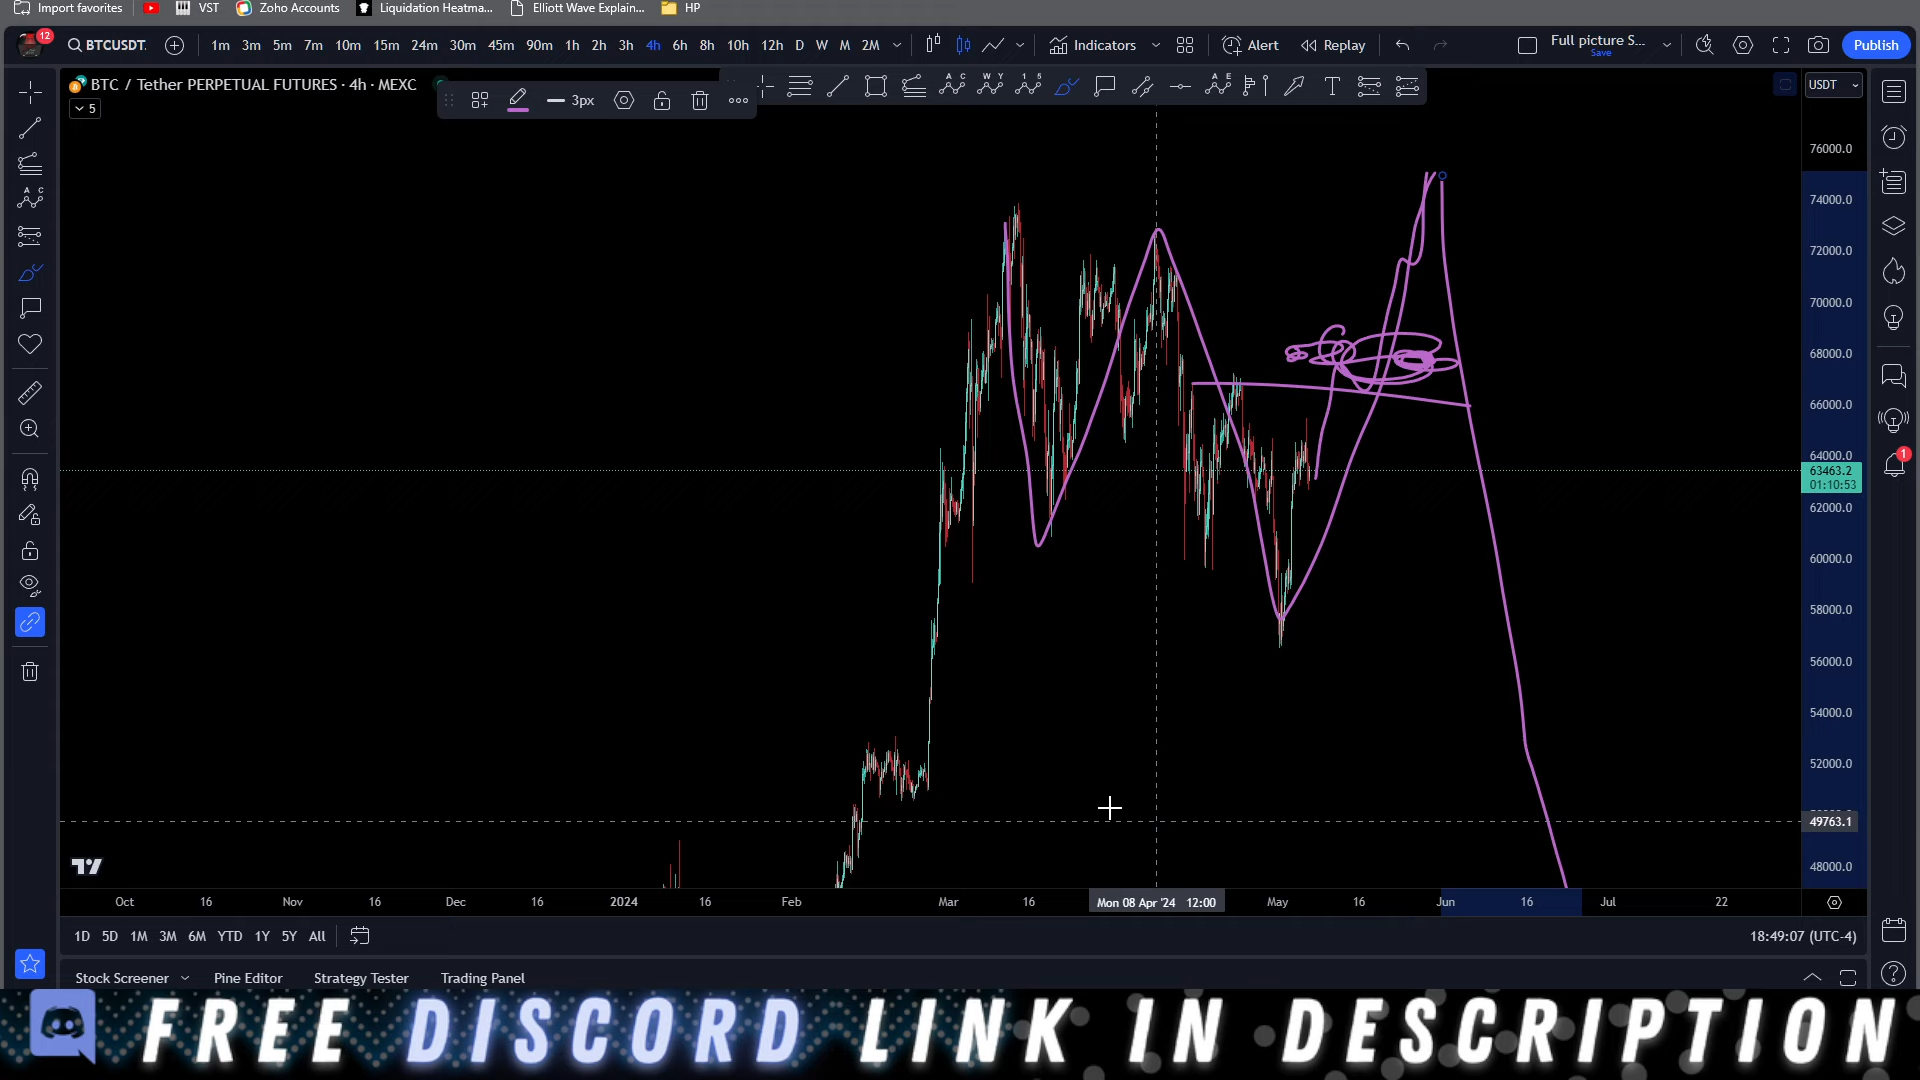 Import favorites VST Zoho Accounts Liquidation Heatma... Elliott Wave Explain... HP
12 BTCUSDT. 1m 3m 5m 7m 10m 15m 24m 30m 45m 90m 1h 2h 3h 4h 6h 8h 10h 12h D W M 2M Indicators Alert Replay Full picture S... Publish
Save
BTC / Tether PERPETUAL FUTURES · 4h · MEXC
3px
A C W Y 1 5 A E T
USDT
5
A C
76000.0
74000.0
72000.0
70000.0
68000.0
66000.0
64000.0
63463.2
01:10:53
62000.0
60000.0
58000.0
56000.0
54000.0
52000.0
49763.1
48000.0
1
Oct 16 Nov 16 Dec 16 2024 16 Feb Mar 16 Mon 08 Apr '24 12:00 May 16 Jun 16 Jul 22
1D 5D 1M 3M 6M YTD 1Y 5Y All 18:49:07 (UTC-4)
Stock Screener Pine Editor Strategy Tester Trading Panel
FREE DISCORD LINK IN DESCRIPTION